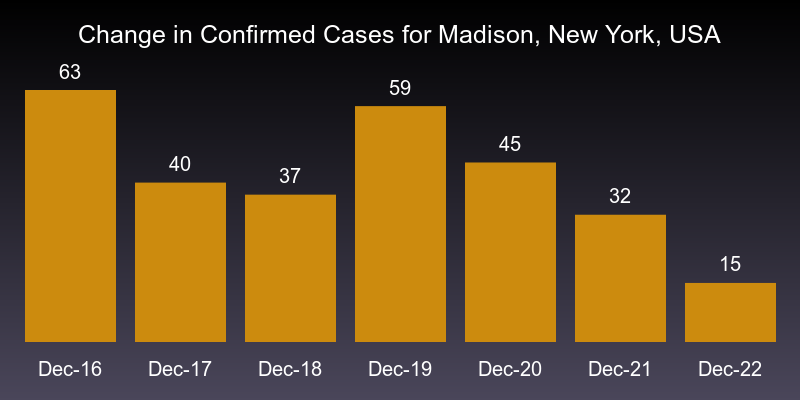 Change in Confirmed Cases for Madison, New York, USA
63
40
37
59
45
32
15
Dec-16
Dec-17
Dec-18
Dec-19
Dec-20
Dec-21
Dec-22